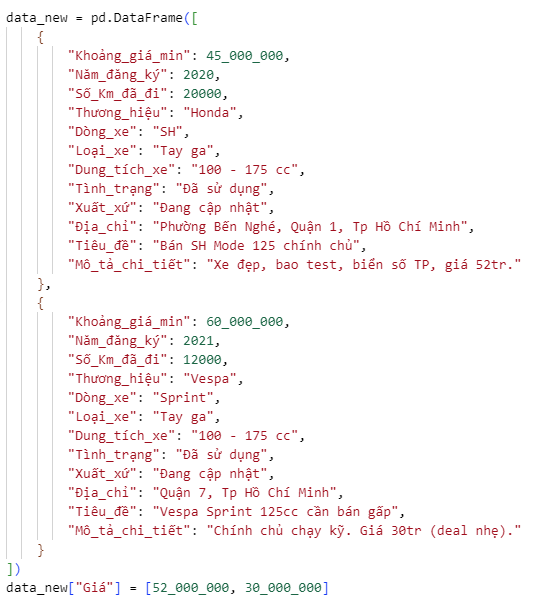 data_new = pd.DataFrame([
    {
        "Khoảng_giá_min": 45_000_000,
        "Năm_đăng_ký": 2020,
        "Số_Km_đã_đi": 20000,
        "Thương_hiệu": "Honda",
        "Dòng_xe": "SH",
        "Loại_xe": "Tay ga",
        "Dung_tích_xe": "100 - 175 cc",
        "Tình_trạng": "Đã sử dụng",
        "Xuất_xứ": "Đang cập nhật",
        "Địa_chỉ": "Phường Bến Nghé, Quận 1, Tp Hồ Chí Minh",
        "Tiêu_đề": "Bán SH Mode 125 chính chủ",
        "Mô_tả_chi_tiết": "Xe đẹp, bao test, biển số TP, giá 52tr."
    },
    {
        "Khoảng_giá_min": 60_000_000,
        "Năm_đăng_ký": 2021,
        "Số_Km_đã_đi": 12000,
        "Thương_hiệu": "Vespa",
        "Dòng_xe": "Sprint",
        "Loại_xe": "Tay ga",
        "Dung_tích_xe": "100 - 175 cc",
        "Tình_trạng": "Đã sử dụng",
        "Xuất_xứ": "Đang cập nhật",
        "Địa_chỉ": "Quận 7, Tp Hồ Chí Minh",
        "Tiêu_đề": "Vespa Sprint 125cc cần bán gấp",
        "Mô_tả_chi_tiết": "Chính chủ chạy kỹ. Giá 30tr (deal nhẹ)."
    }
])
data_new["Giá"] = [52_000_000, 30_000_000]